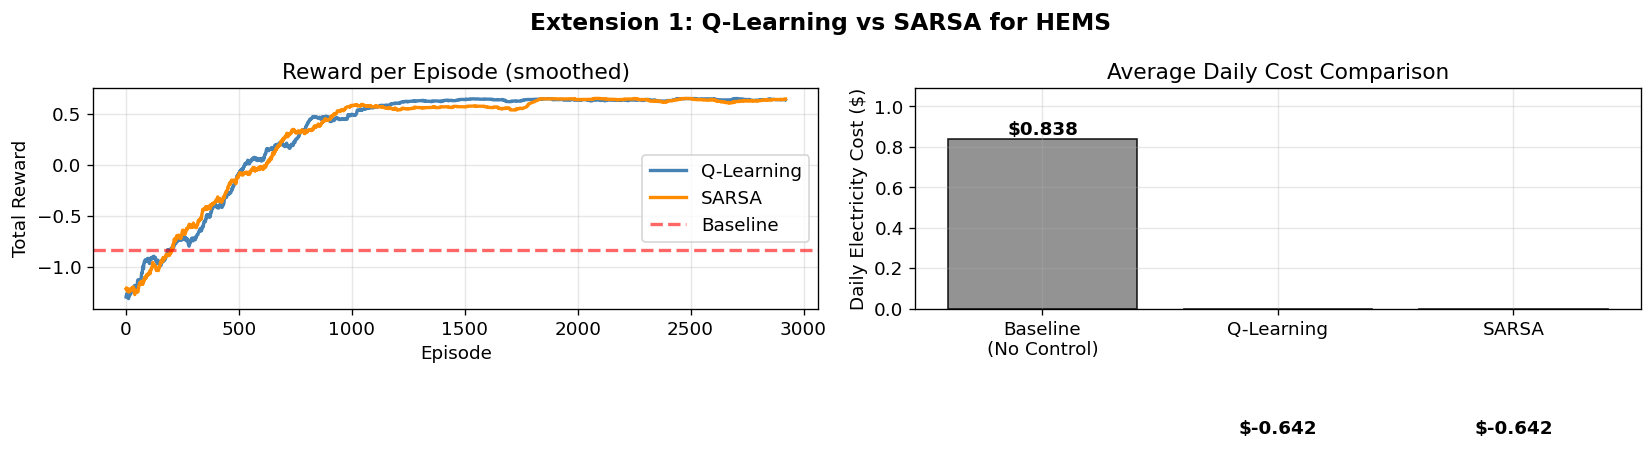 Extension 1: Q-Learning vs SARSA for HEMS
Reward per Episode (smoothed)
Total Reward
0.5
0.0
−0.5
−1.0
0
500
1000
1500
2000
2500
3000
Episode
Q-Learning
SARSA
Baseline
Average Daily Cost Comparison
Daily Electricity Cost ($)
1.0
0.8
0.6
0.4
0.2
0.0
$0.838
Baseline
(No Control)
Q-Learning
SARSA
$-0.642
$-0.642